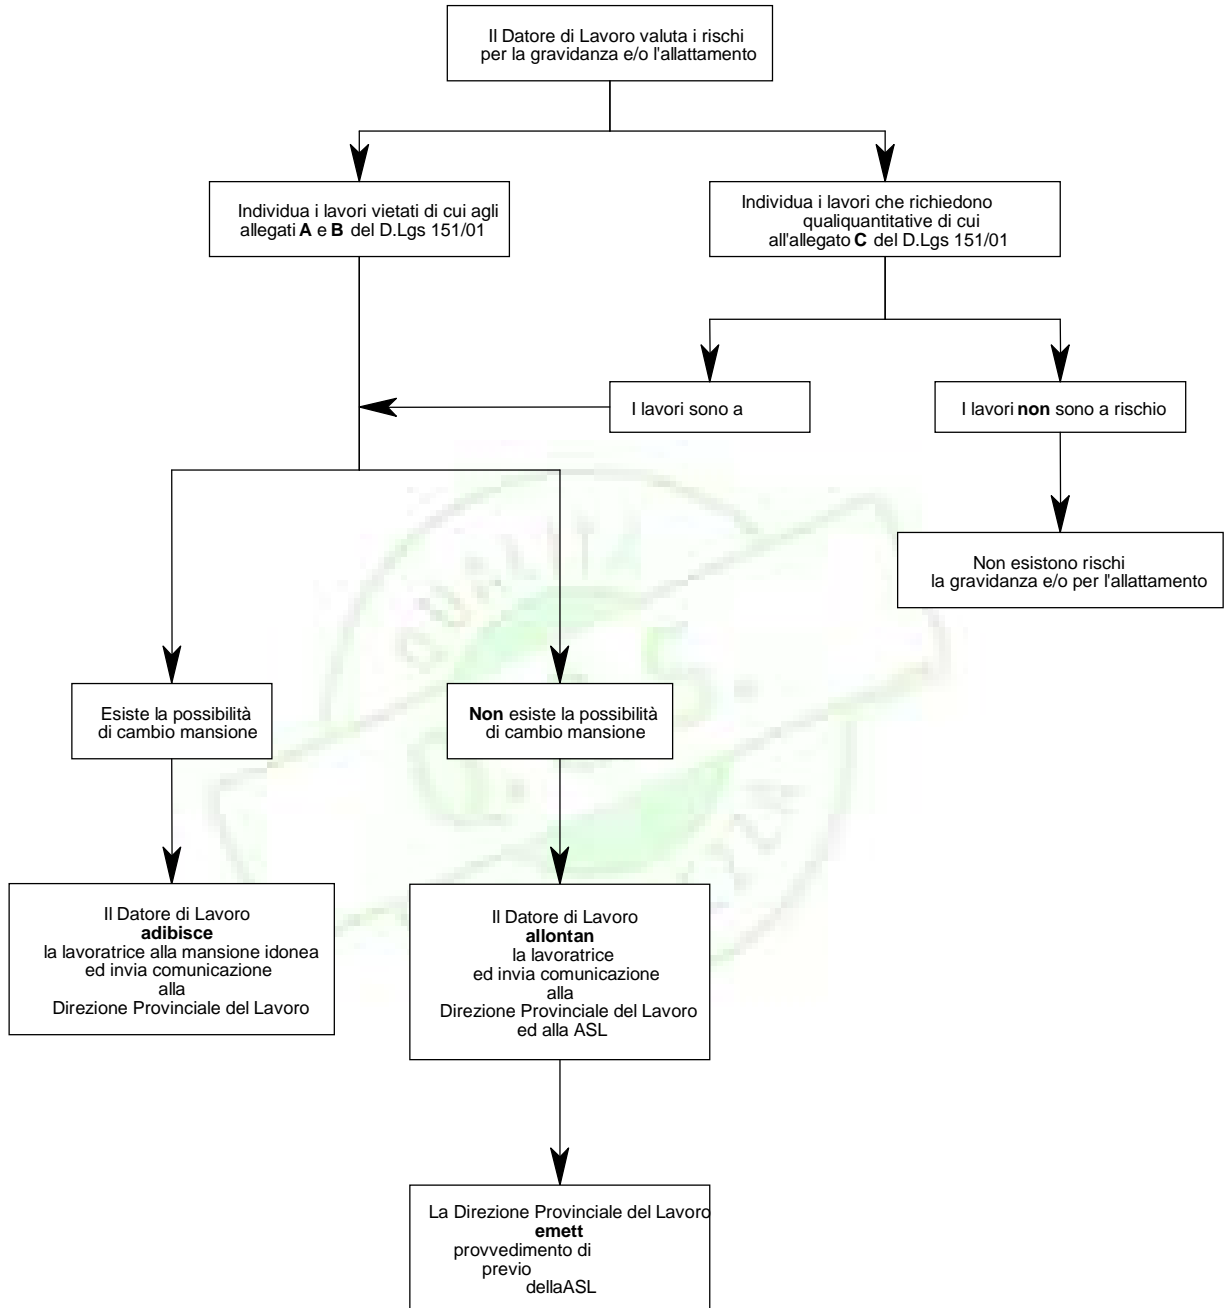 Il Datore di Lavoro valuta i rischi
per la gravidanza e/o l'allattamento
Individua i lavori vietati di cui agli
allegati A e B del D.Lgs 151/01
Individua i lavori che richiedono
qualiquantitative di cui
all'allegato C del D.Lgs 151/01
I lavori sono a
I lavori non sono a rischio
Non esistono rischi
la gravidanza e/o per l'allattamento
Esiste la possibilità
di cambio mansione
Non esiste la possibilità
di cambio mansione
Il Datore di Lavoro
adibisce
la lavoratrice alla mansione idonea
ed invia comunicazione
alla
Direzione Provinciale del Lavoro
Il Datore di Lavoro
allontan
la lavoratrice
ed invia comunicazione
alla
Direzione Provinciale del Lavoro
ed alla ASL
La Direzione Provinciale del Lavoro
emett
provvedimento di
previo
dellaASL
QUALITA